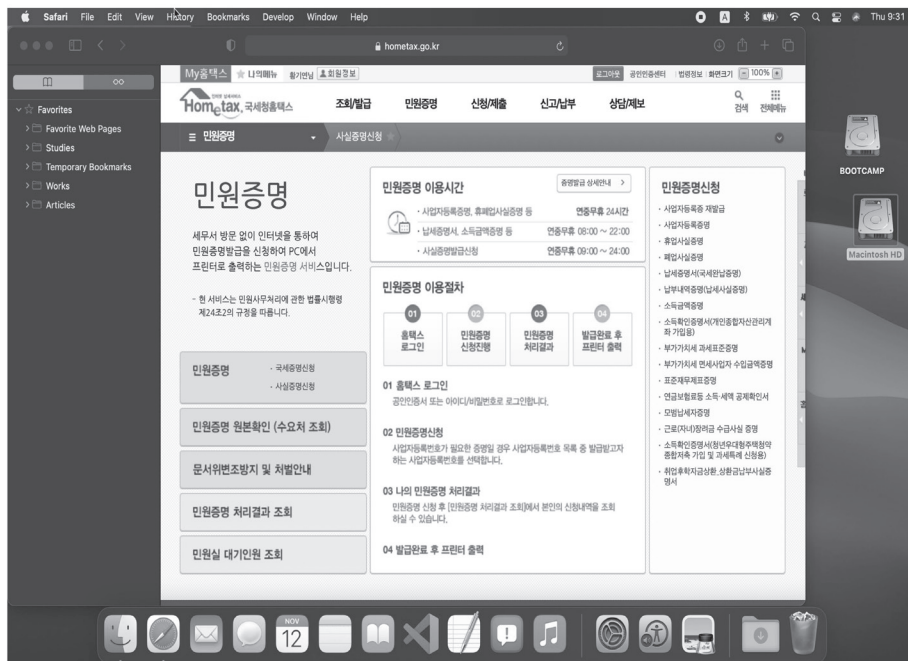 Safari File Edit View History Bookmarks Develop Window Help
Thu 9:31
hometax.go.kr
Favorites
Favorite Web Pages
Studies
Temporary Bookmarks
Works
Articles
My홈택스 나의메뉴 황기연님 회원정보
로그아웃 공인인증센터 법령정보 화면크기 - 100% +
Hometax. 국세청홈택스
조회/발급 민원증명 신청/제출 신고/납부 상담/제보
검색 전체메뉴
민원증명 사실증명신청
민원증명
세무서 방문 없이 인터넷을 통하여
민원증명발급을 신청하여 PC에서
프린터로 출력하는 민원증명 서비스입니다.
- 현 서비스는 민원사무처리에 관한 법률시행령
제24조2의 규정을 따릅니다.
민원증명
· 국세증명신청
· 사실증명신청
민원증명 원본확인 (수요처 조회)
문서위변조방지 및 처벌안내
민원증명 처리결과 조회
민원실 대기인원 조회
민원증명 이용시간
증명발급 상세안내 >
· 사업자등록증명, 휴폐업사실증명 등 연중무휴 24시간
· 납세증명서, 소득금액증명 등 연중무휴 08:00 ~ 22:00
· 사실증명발급신청 연중무휴 09:00 ~ 24:00
민원증명 이용절차
01 02 03 04
홈택스 로그인
민원증명 신청진행
민원증명 처리결과
발급완료 후 프린터 출력
01 홈택스 로그인
공인인증서 또는 아이디/비밀번호로 로그인합니다.
02 민원증명신청
사업자등록번호가 필요한 증명일 경우 사업자등록번호 목록 중 발급받고자
하는 사업자등록번호를 선택합니다.
03 나의 민원증명 처리결과
민원증명 신청 후 [민원증명 처리결과 조회]에서 본인의 신청내역을 조회
하실 수 있습니다.
04 발급완료 후 프린터 출력
민원증명신청
· 사업자등록증 재발급
· 사업자등록증명
· 휴업사실증명
· 폐업사실증명
· 납세증명서(국세완납증명)
· 납부내역증명(납세사실증명)
· 소득금액증명
· 소득확인증명서(개인종합자산관리계
좌 가입용)
· 부가가치세 과세표준증명
· 부가가치세 면세사업자 수입금액증명
· 표준재무제표증명
· 연금보험료등 소득·세액 공제확인서
· 모범납세자증명
· 근로(자녀)장려금 수급사실 증명
· 소득확인증명서(청년우대형주택청약
종합저축 가입 및 과세특례 신청용)
· 취업후학자금상환_상환금납부사실증
명서
BOOTCAMP
Macintosh HD
NOV
12